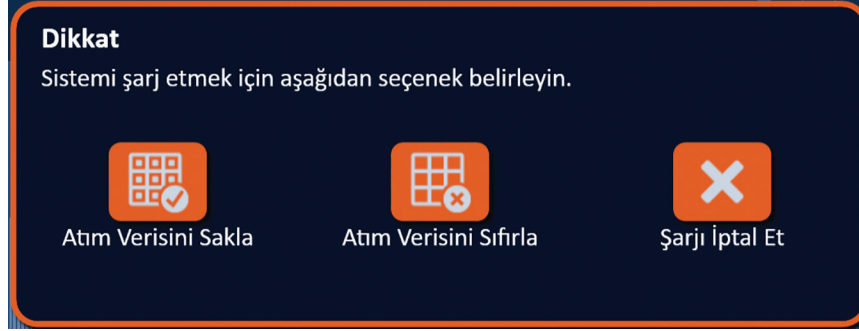 Dikkat
Sistemi şarj etmek için aşağıdan seçenek belirleyin.
Atım Verisini Sakla
Atım Verisini Sıfırla
Şarjı İptal Et